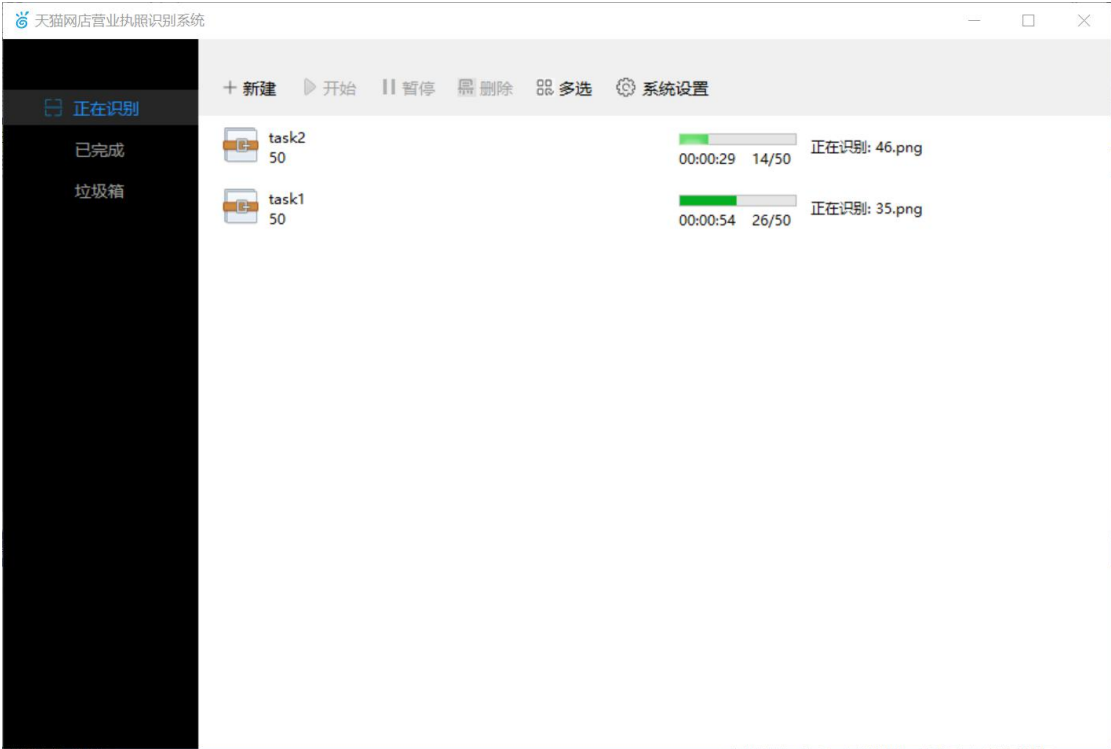 天猫网店营业执照识别系统
新建 开始 暂停 删除 多选 系统设置
正在识别
已完成
垃圾箱
task2
50
00:00:29 14/50
正在识别: 46.png
task1
50
00:00:54 26/50
正在识别: 35.png